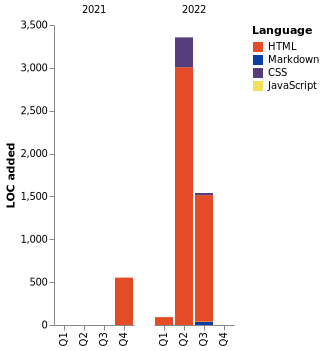 2021 2022
Language
HTML
Markdown
CSS
JavaScript
LOC added
3,500
3,000
2,500
2,000
1,500
1,000
500
0
Q1 Q2 Q3 Q4 Q1 Q2 Q3 Q4